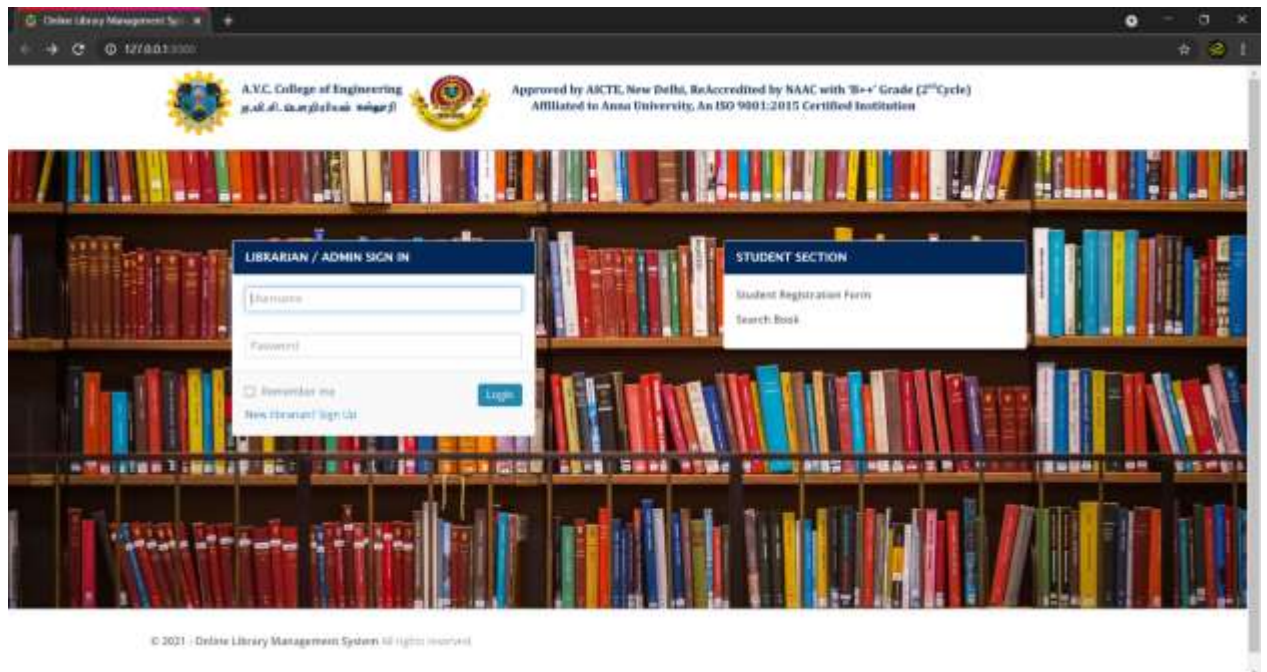 Online Library Management Sys
127.0.0.1:8000
A.V.C. College of Engineering
Approved by AICTE, New Delhi, ReAccredited by NAAC with 'B++' Grade (2ⁿᵈCycle)
Affiliated to Anna University, An ISO 9001:2015 Certified Institution
LIBRARIAN / ADMIN SIGN IN
Username
Password
Remember me
Login
New librarian? Sign Up
STUDENT SECTION
Student Registration Form
Search Book
© 2021 - Online Library Management System All rights reserved.